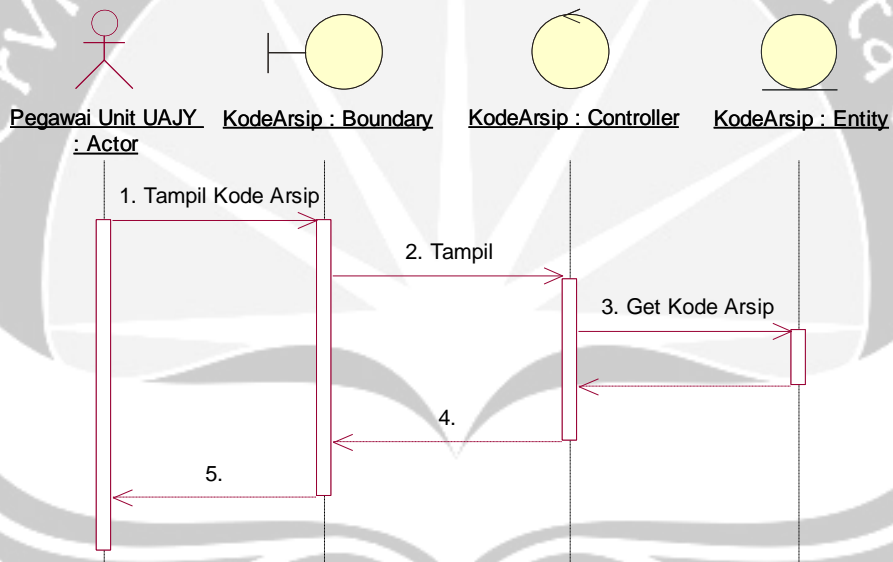 Pegawai Unit UAJY
: Actor
KodeArsip : Boundary
KodeArsip : Controller
KodeArsip : Entity
1. Tampil Kode Arsip
2. Tampil
3. Get Kode Arsip
4.
5.